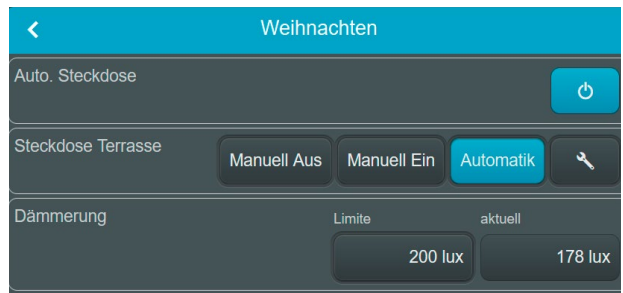 Weihnachten
Auto. Steckdose
Steckdose Terrasse
Manuell Aus Manuell Ein Automatik
Dämmerung Limite aktuell
200 lux 178 lux